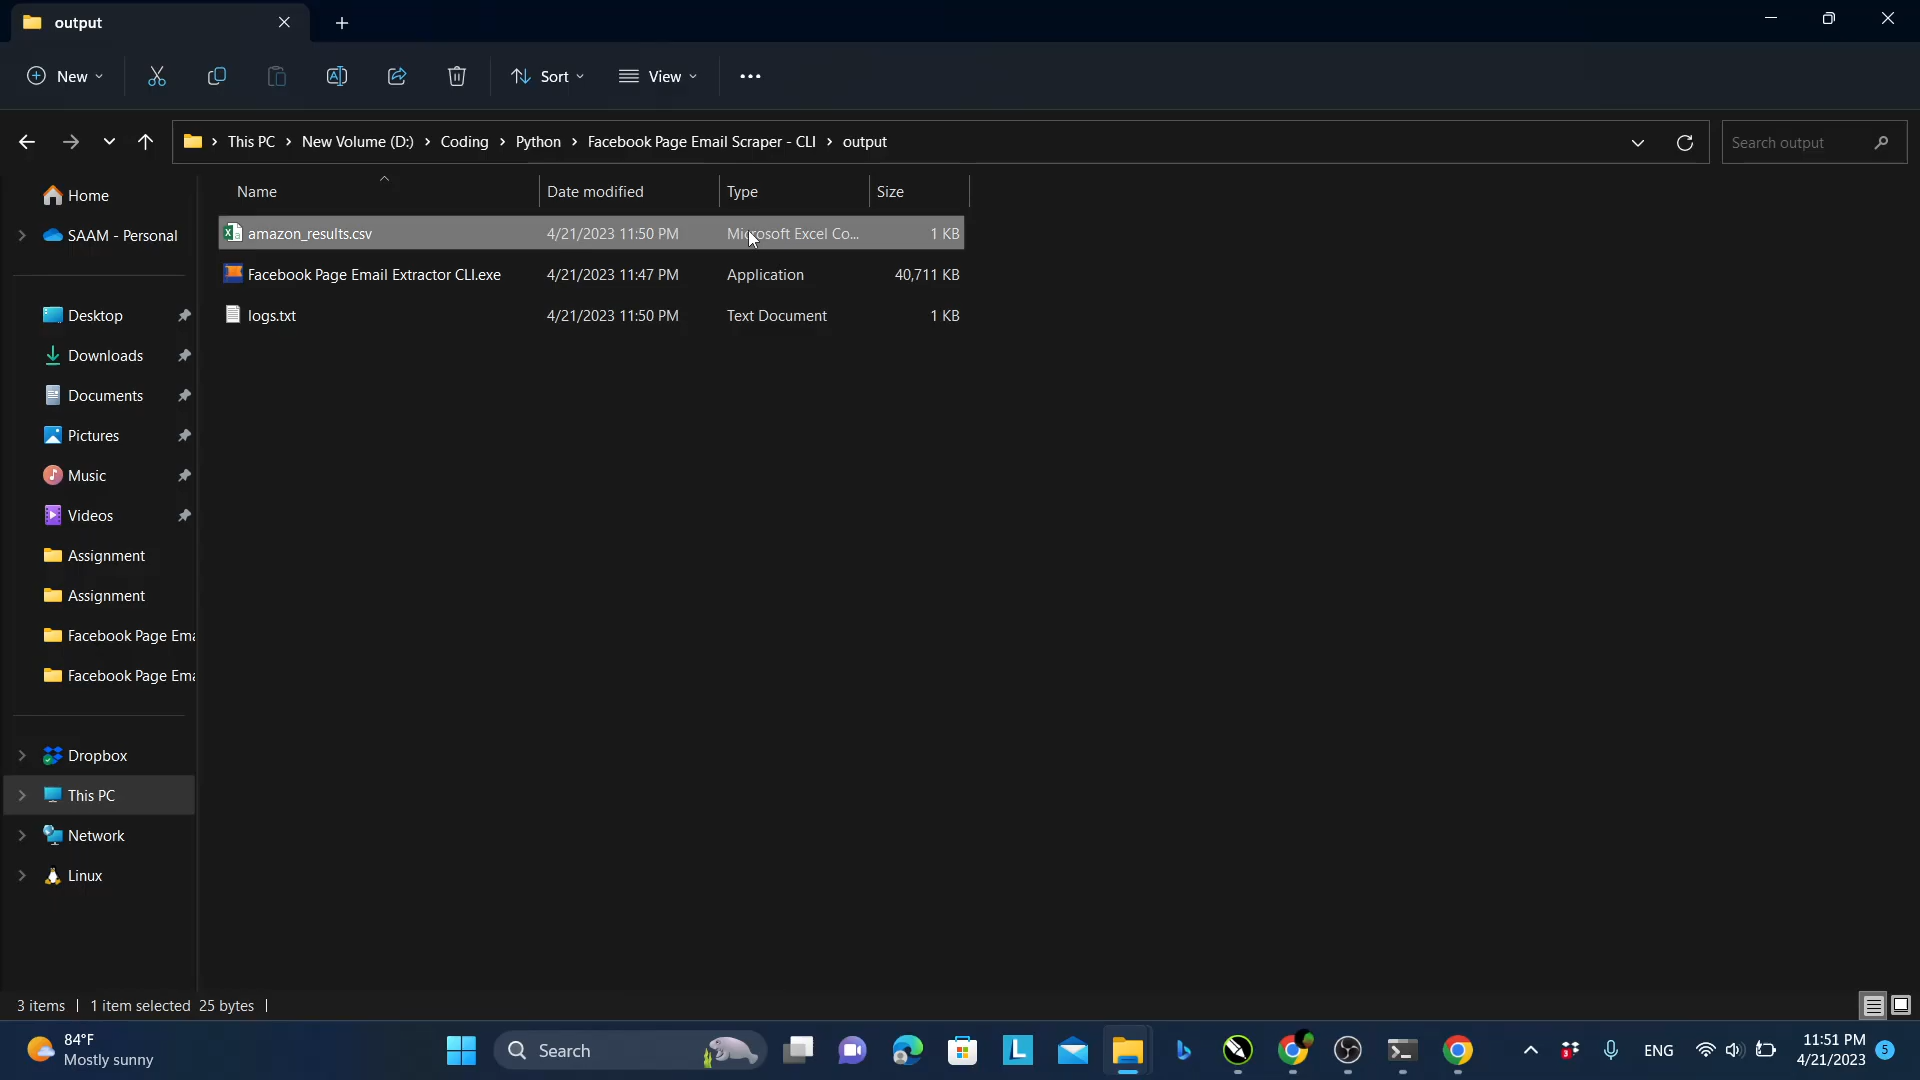 output
New
Sort
View
This PC
New Volume (D:)
Coding
Python
Facebook Page Email Scraper - CLI
output
Search output
Home
SAAM - Personal
Desktop
Downloads
Documents
Pictures
Music
Videos
Assignment
Assignment
Facebook Page Ema
Facebook Page Ema
Dropbox
This PC
Network
Linux
Name Date modified Type Size
amazon_results.csv 4/21/2023 11:50 PM Microsoft Excel Co... 1 KB
Facebook Page Email Extractor CLI.exe 4/21/2023 11:47 PM Application 40,711 KB
logs.txt 4/21/2023 11:50 PM Text Document 1 KB
3 items 1 item selected 25 bytes
84°F
Mostly sunny
Search
L
3
ENG
11:51 PM
4/21/2023
5